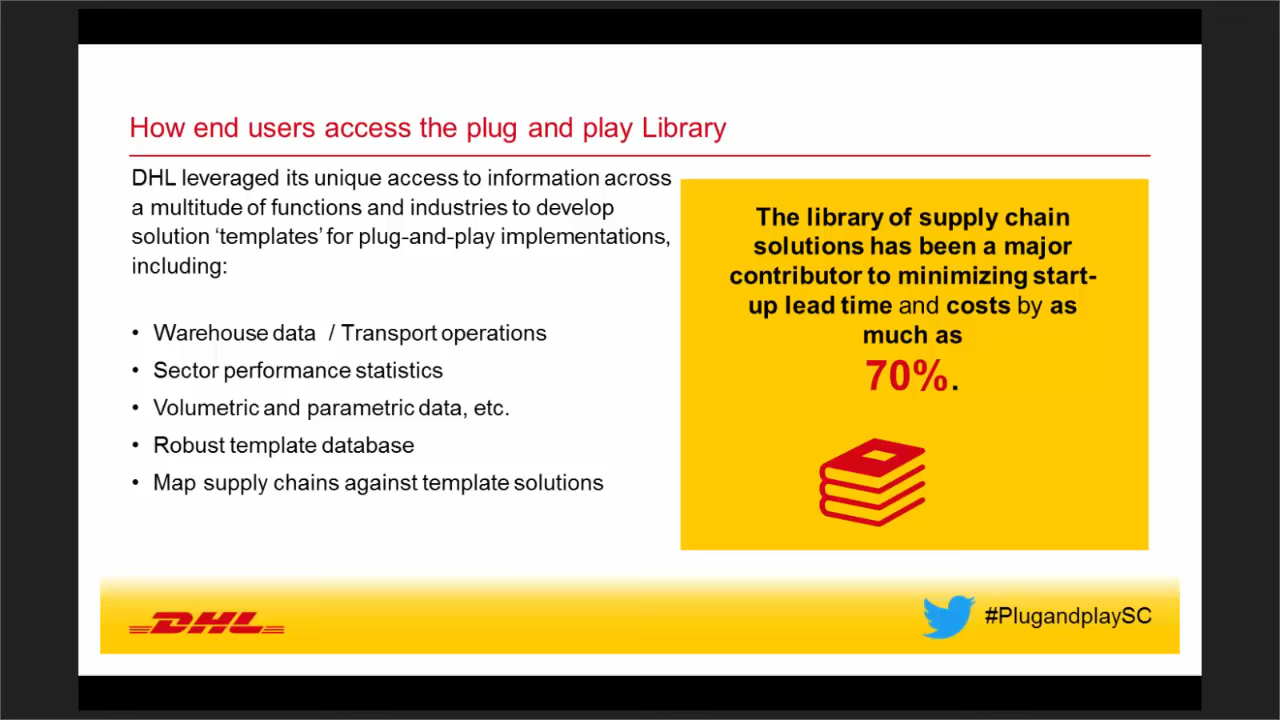 How end users access the plug and play Library
DHL leveraged its unique access to information across
a multitude of functions and industries to develop
solution ‘templates’ for plug-and-play implementations,
including:
• Warehouse data / Transport operations
• Sector performance statistics
• Volumetric and parametric data, etc.
• Robust template database
• Map supply chains against template solutions
The library of supply chain
solutions has been a major
contributor to minimizing start-
up lead time and costs by as
much as
70%.
DHL
#PlugandplaySC